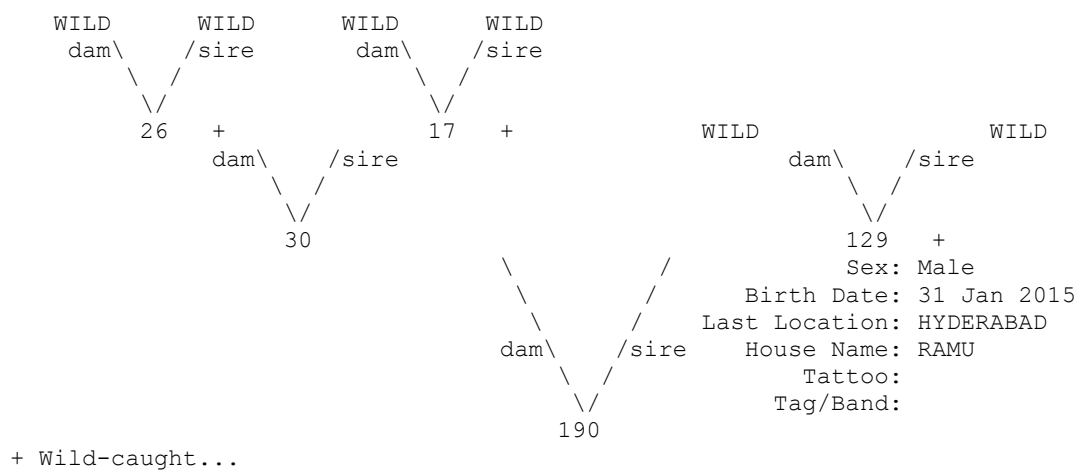 WILD WILD WILD WILD
dam\ /sire dam\ /sire
\ / \ /
\/ \/
26 + 17 + WILD WILD
dam\ /sire dam\ /sire
\ / \ /
\/ \/
30 129 +
\ / Sex: Male
\ / Birth Date: 31 Jan 2015
\ / Last Location: HYDERABAD
dam\ /sire House Name: RAMU
\ / Tattoo:
\/ Tag/Band:
190
+ Wild-caught...